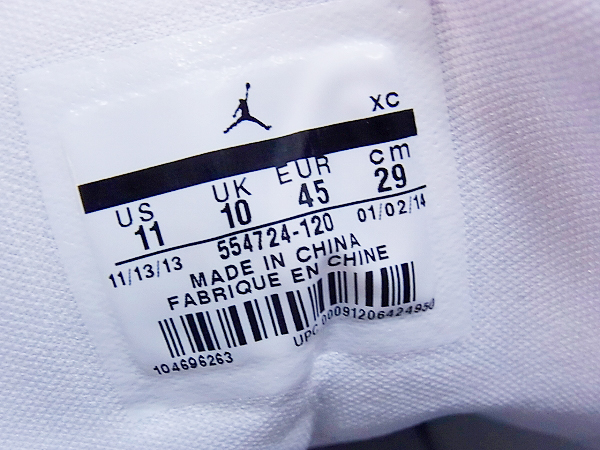 XC
US UK EUR cm
11 10 45 29
11/13/13 554724-120 01/02/14
MADE IN CHINA
FABRIQUE EN CHINE
104696263 UPC 00091206424950